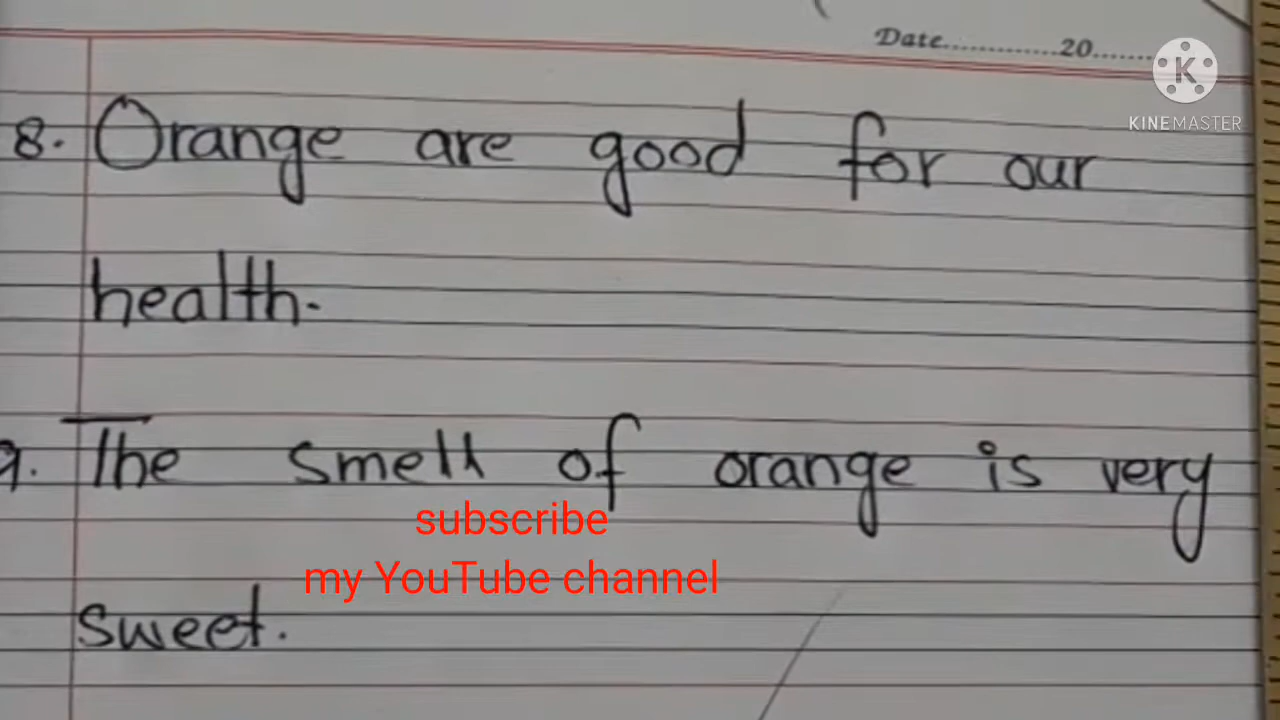 Date.............20.......
KINEMASTER
8. Orange are good for our
health.
9. The smell of orange is very
subscribe
my YouTube channel
sweet.